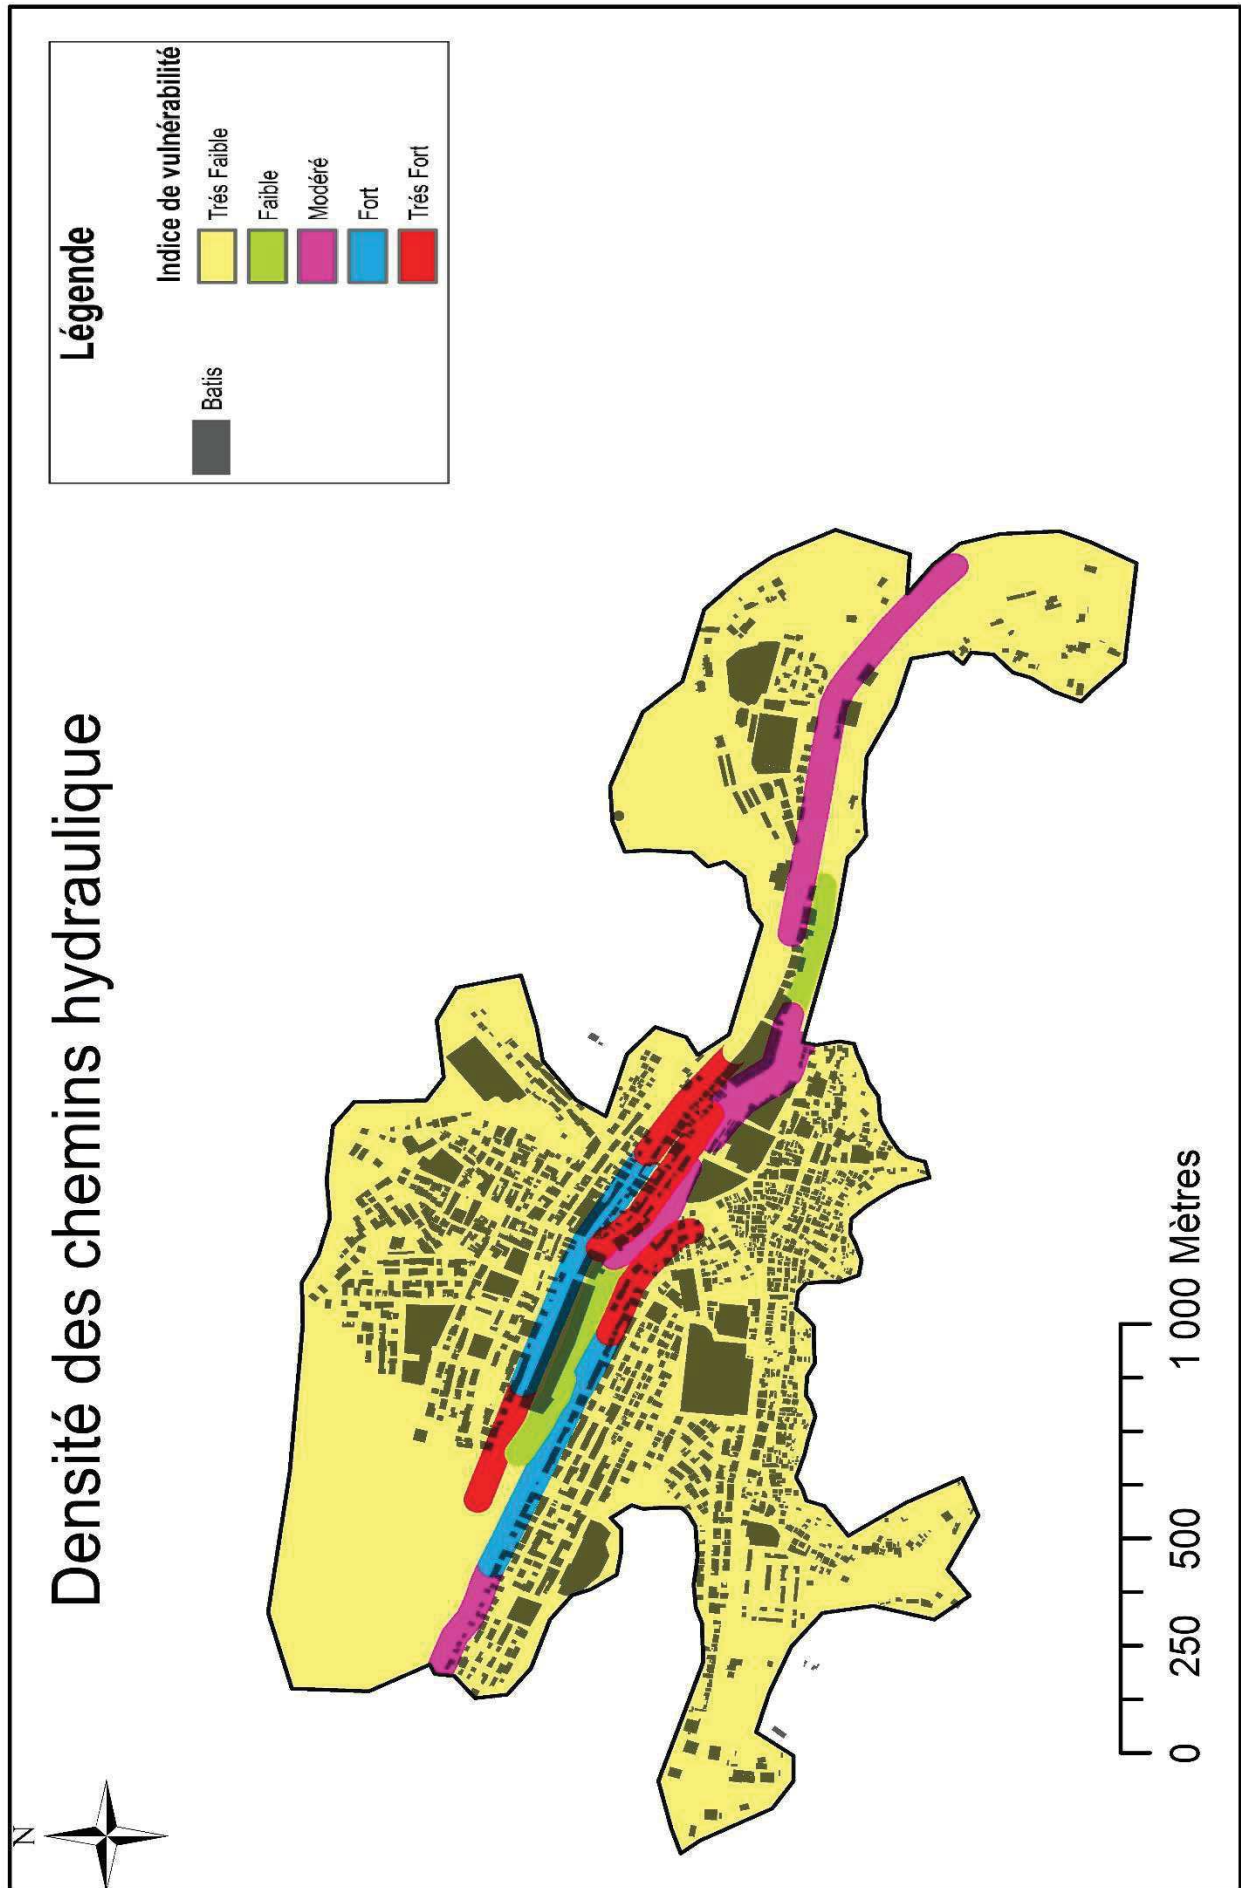 Densité des chemins hydraulique
N
Légende
Batis
Indice de vulnérabilité
Trés Faible
Faible
Modéré
Fort
Trés Fort
0 250 500 1 000 Mètres